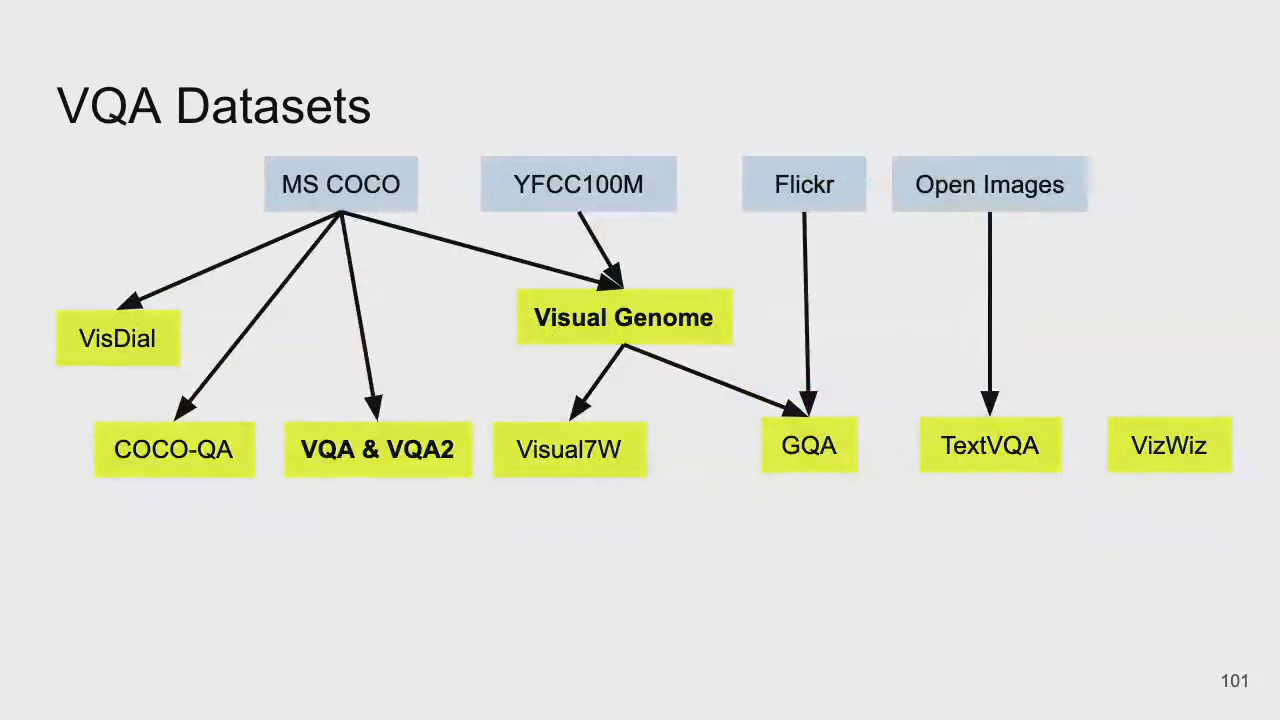 VQA Datasets
MS COCO
YFCC100M
Flickr
Open Images
Visual Genome
VisDial
COCO-QA
VQA & VQA2
Visual7W
GQA
TextVQA
VizWiz
101